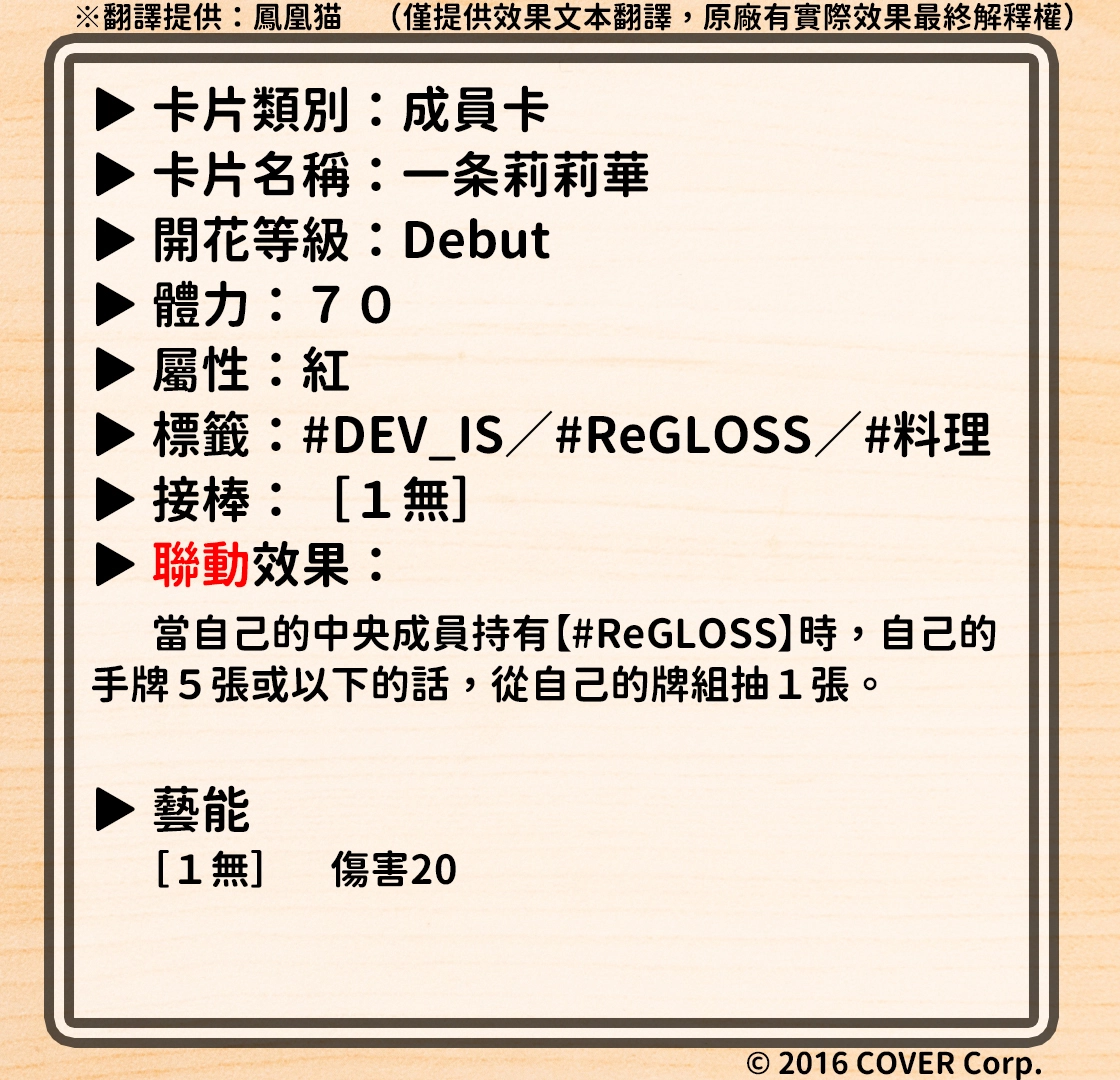 ※翻譯提供：鳳凰猫　（僅提供效果文本翻譯，原廠有實際效果最終解釋權）
▶ 卡片類別：成員卡
▶ 卡片名稱：一条莉莉華
▶ 開花等級：Debut
▶ 體力：７０
▶ 屬性：紅
▶ 標籤：#DEV_IS／#ReGLOSS／#料理
▶ 接棒：［１無］
▶ 聯動效果：
當自己的中央成員持有【#ReGLOSS】時，自己的
手牌５張或以下的話，從自己的牌組抽１張。
▶ 藝能
［１無］　傷害20
© 2016 COVER Corp.